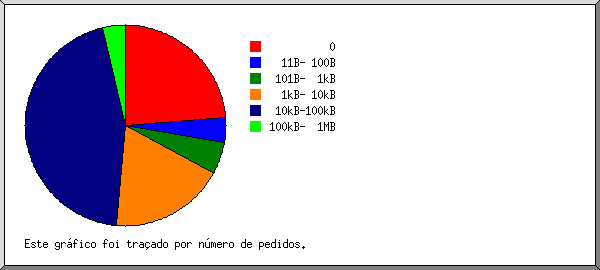 0
11B- 100B
101B- 1kB
1kB- 10kB
10kB-100kB
100kB- 1MB
Este gráfico foi traçado por número de pedidos.